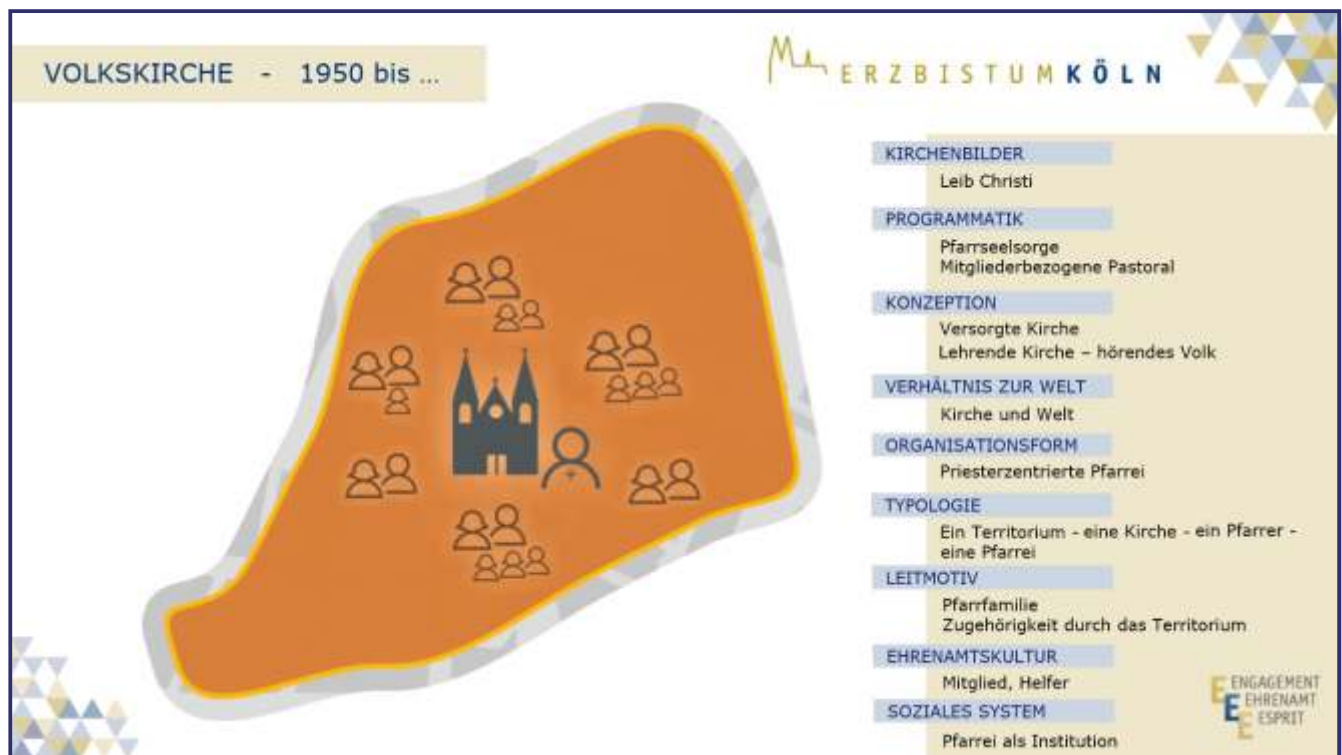 VOLKSKIRCHE - 1950 bis ...
ERZBISTUMKÖLN
KIRCHENBILDER
Leib Christi
PROGRAMMATIK
Pfarrseelsorge
Mitgliederbezogene Pastoral
KONZEPTION
Versorgte Kirche
Lehrende Kirche – hörendes Volk
VERHÄLTNIS ZUR WELT
Kirche und Welt
ORGANISATIONSFORM
Priesterzentrierte Pfarrei
TYPOLOGIE
Ein Territorium - eine Kirche - ein Pfarrer -
eine Pfarrei
LEITMOTIV
Pfarrfamilie
Zugehörigkeit durch das Territorium
EHRENAMTSKULTUR
Mitglied, Helfer
SOZIALES SYSTEM
Pfarrei als Institution
E ENGAGEMENT
E EHRENAMT
E ESPRIT